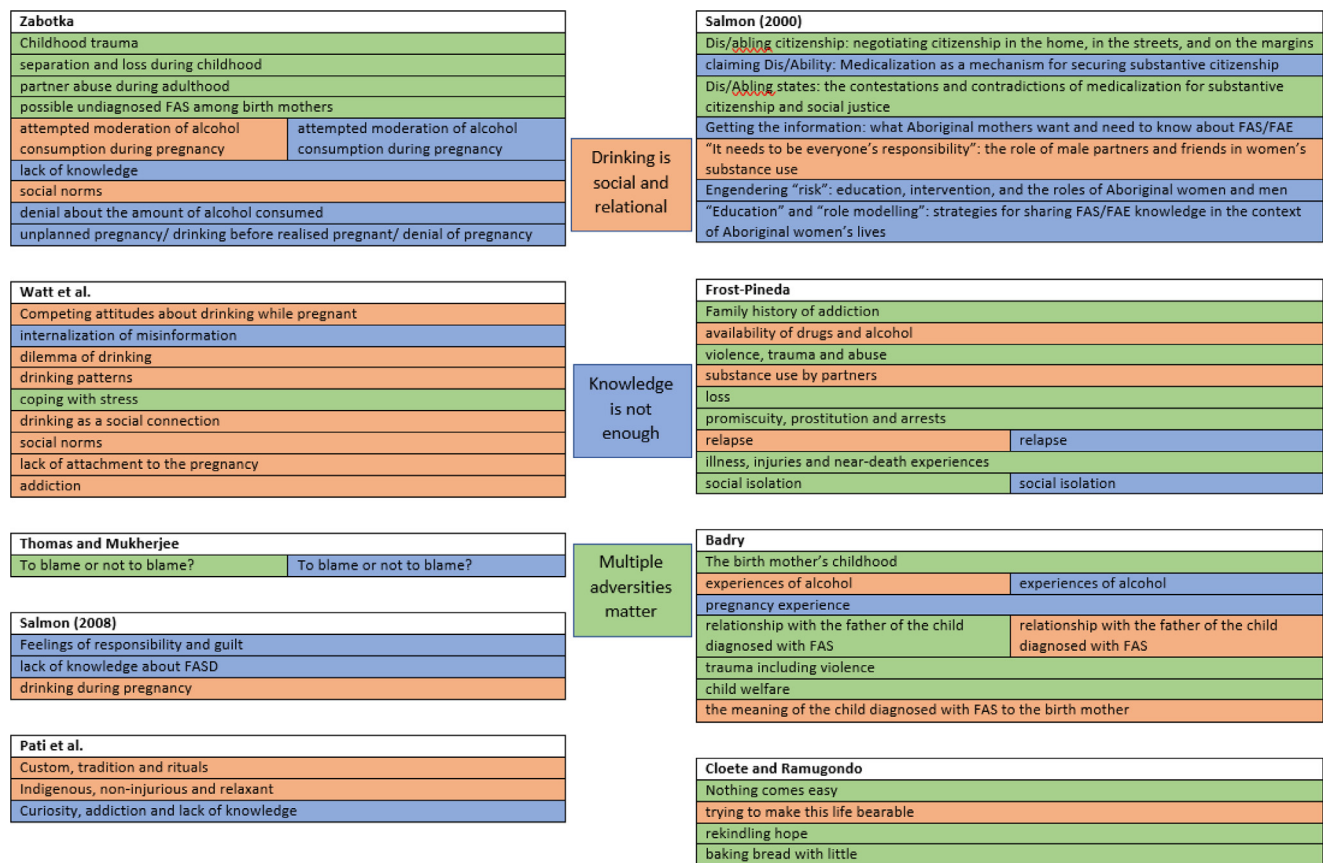 Zabotka
Childhood trauma
separation and loss during childhood
partner abuse during adulthood
possible undiagnosed FAS among birth mothers
attempted moderation of alcohol
consumption during pregnancy
attempted moderation of alcohol
consumption during pregnancy
lack of knowledge
social norms
denial about the amount of alcohol consumed
unplanned pregnancy/ drinking before realised pregnant/ denial of pregnancy
Watt et al.
Competing attitudes about drinking while pregnant
internalization of misinformation
dilemma of drinking
drinking patterns
coping with stress
drinking as a social connection
social norms
lack of attachment to the pregnancy
addiction
Thomas and Mukherjee
To blame or not to blame?
To blame or not to blame?
Salmon (2008)
Feelings of responsibility and guilt
lack of knowledge about FASD
drinking during pregnancy
Pati et al.
Custom, tradition and rituals
Indigenous, non-injurious and relaxant
Curiosity, addiction and lack of knowledge
Drinking is
social and
relational
Knowledge
is not
enough
Multiple
adversities
matter
Salmon (2000)
Dis/abling citizenship: negotiating citizenship in the home, in the streets, and on the margins
claiming Dis/Ability: Medicalization as a mechanism for securing substantive citizenship
Dis/Abling states: the contestations and contradictions of medicalization for substantive
citizenship and social justice
Getting the information: what Aboriginal mothers want and need to know about FAS/FAE
“It needs to be everyone’s responsibility”: the role of male partners and friends in women’s
substance use
Engendering “risk”: education, intervention, and the roles of Aboriginal women and men
“Education” and “role modelling”: strategies for sharing FAS/FAE knowledge in the context
of Aboriginal women’s lives
Frost-Pineda
Family history of addiction
availability of drugs and alcohol
violence, trauma and abuse
substance use by partners
loss
promiscuity, prostitution and arrests
relapse
relapse
illness, injuries and near-death experiences
social isolation
social isolation
Badry
The birth mother’s childhood
experiences of alcohol
experiences of alcohol
pregnancy experience
relationship with the father of the child
diagnosed with FAS
relationship with the father of the child
diagnosed with FAS
trauma including violence
child welfare
the meaning of the child diagnosed with FAS to the birth mother
Cloete and Ramugondo
Nothing comes easy
trying to make this life bearable
rekindling hope
baking bread with little